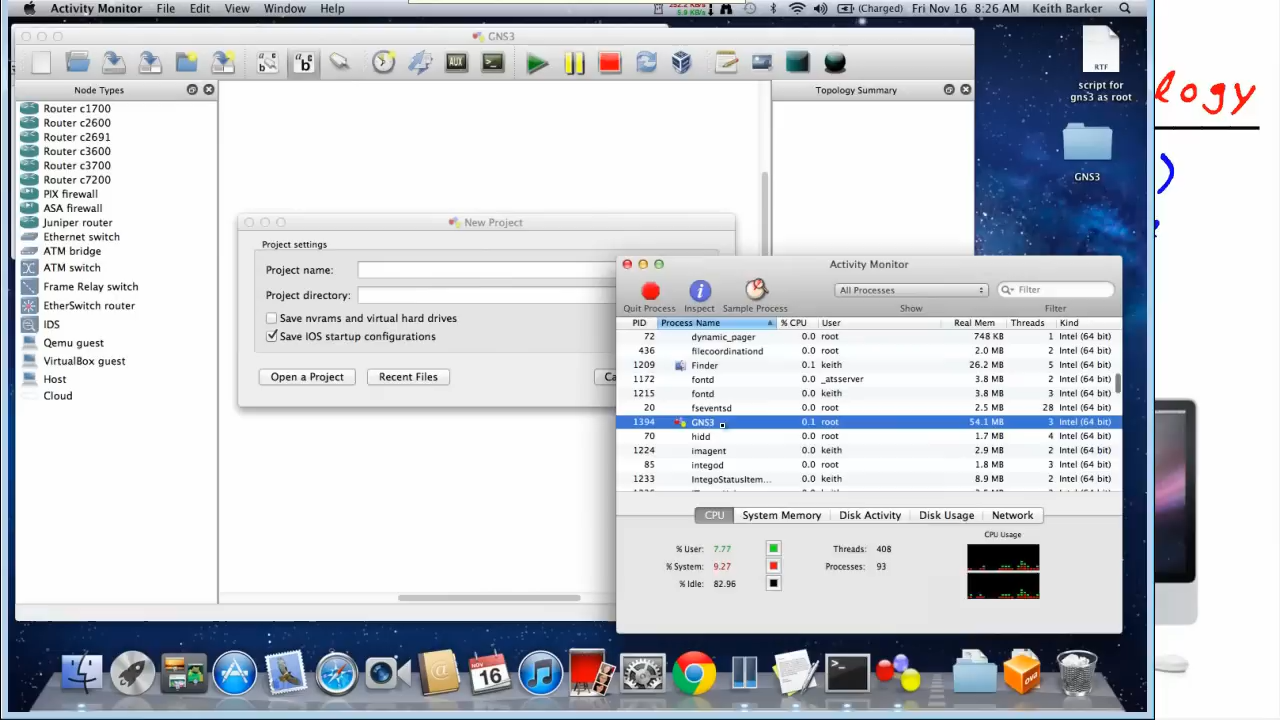 Activity Monitor File Edit View Window Help
(Charged) Fri Nov 16 8:26 AM Keith Barker
GNS3
Node Types
Topology Summary
Router c1700
Router c2600
Router c2691
Router c3600
Router c3700
Router c7200
PIX firewall
ASA firewall
Juniper router
Ethernet switch
ATM bridge
ATM switch
Frame Relay switch
EtherSwitch router
IDS
Qemu guest
VirtualBox guest
Host
Cloud
RTF
script for
gns3 as root
GNS3
logy
New Project
Project settings
Project name:
Project directory:
Save nvrams and virtual hard drives
Save IOS startup configurations
Open a Project Recent Files Ca
Activity Monitor
All Processes
Filter
Quit Process Inspect Sample Process Show Filter
PID Process Name % CPU User Real Mem Threads Kind
72 dynamic_pager 0.0 root 748 KB 1 Intel (64 bit)
436 filecoordinationd 0.0 root 2.0 MB 2 Intel (64 bit)
1209 Finder 0.1 keith 26.2 MB 5 Intel (64 bit)
1172 fontd 0.0 _atsserver 3.8 MB 2 Intel (64 bit)
1215 fontd 0.0 keith 3.8 MB 2 Intel (64 bit)
20 fseventsd 0.0 root 2.5 MB 28 Intel (64 bit)
1394 GNS3 0.1 root 54.1 MB 3 Intel (64 bit)
70 hidd 0.0 root 1.7 MB 4 Intel (64 bit)
1224 imagent 0.0 keith 2.9 MB 2 Intel (64 bit)
85 integod 0.0 root 1.8 MB 3 Intel (64 bit)
1233 IntegoStatusItem... 0.0 keith 8.9 MB 2 Intel (64 bit)
CPU System Memory Disk Activity Disk Usage Network
CPU Usage
% User: 7.77 Threads: 408
% System: 9.27 Processes: 93
% Idle: 82.96
NOV
16